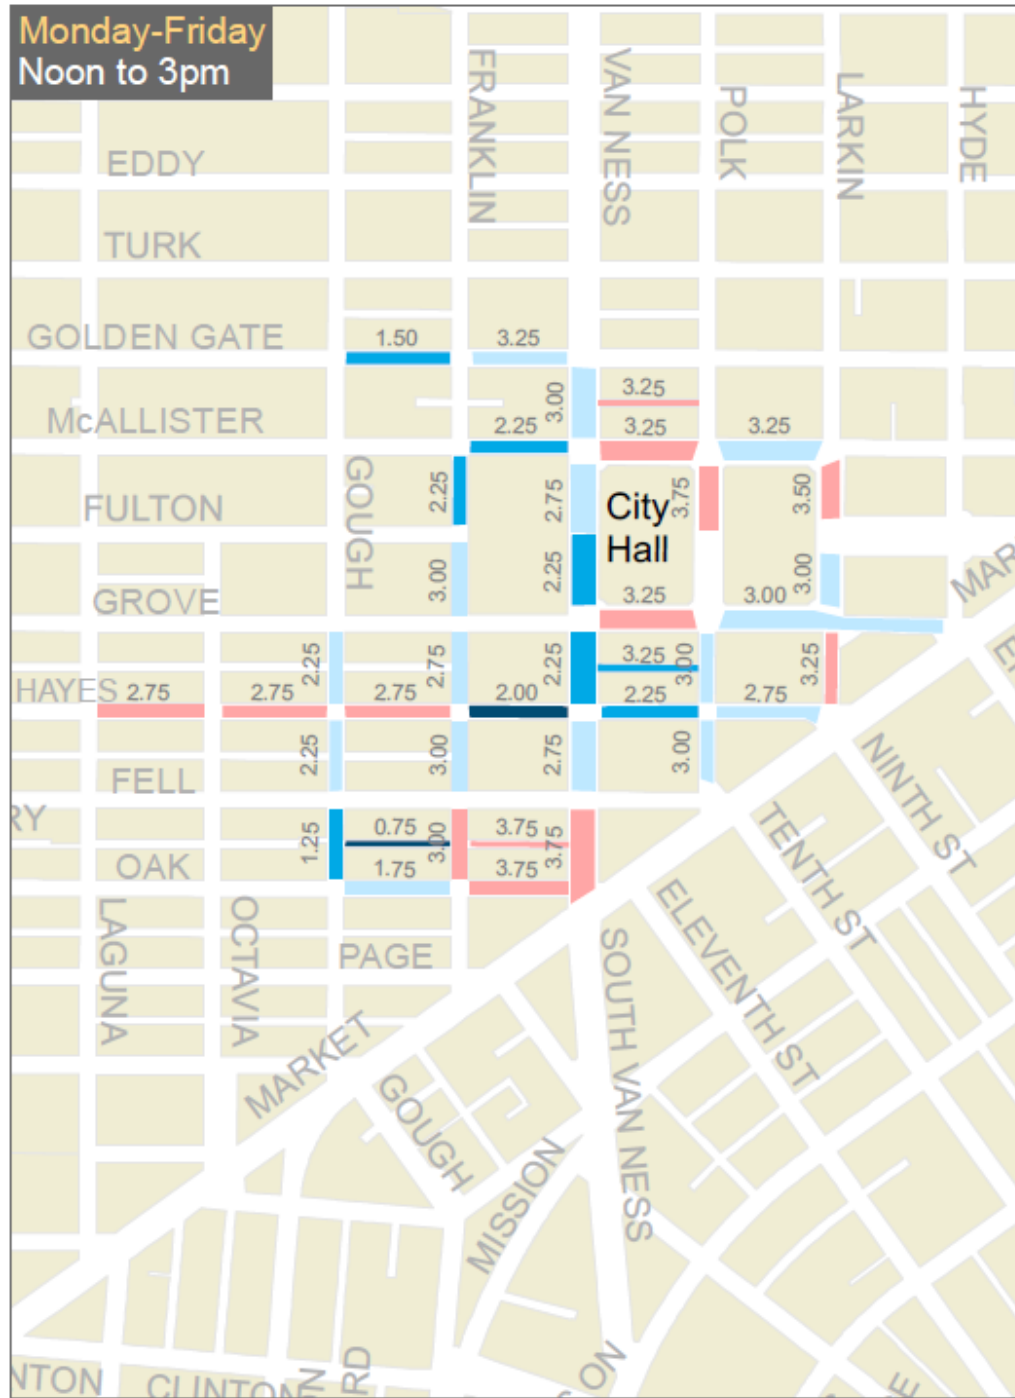 Monday-Friday
Noon to 3pm
FRANKLIN
VAN NESS
POLK
LARKIN
HYDE
EDDY
TURK
GOLDEN GATE
1.50
3.25
3.00
3.25
McALLISTER
2.25
3.25
3.25
GOUGH
2.25
2.75
City
Hall
3.75
3.50
FULTON
3.00
2.25
3.00
MAR
GROVE
3.25
3.00
2.25
2.75
2.25
3.25
3.00
3.25
HAYES
2.75
2.75
2.75
2.00
2.25
2.75
2.25
3.00
2.75
3.00
FELL
NINTH ST
RY
1.25
0.75
3.00
3.75
3.75
TENTH ST
OAK
1.75
3.75
LAGUNA
OCTAVIA
PAGE
ELEVENTH ST
SOUTH VAN NESS
MARKET
GOUGH
MISSION
NTON
CLINTON
N
RD
ON
E